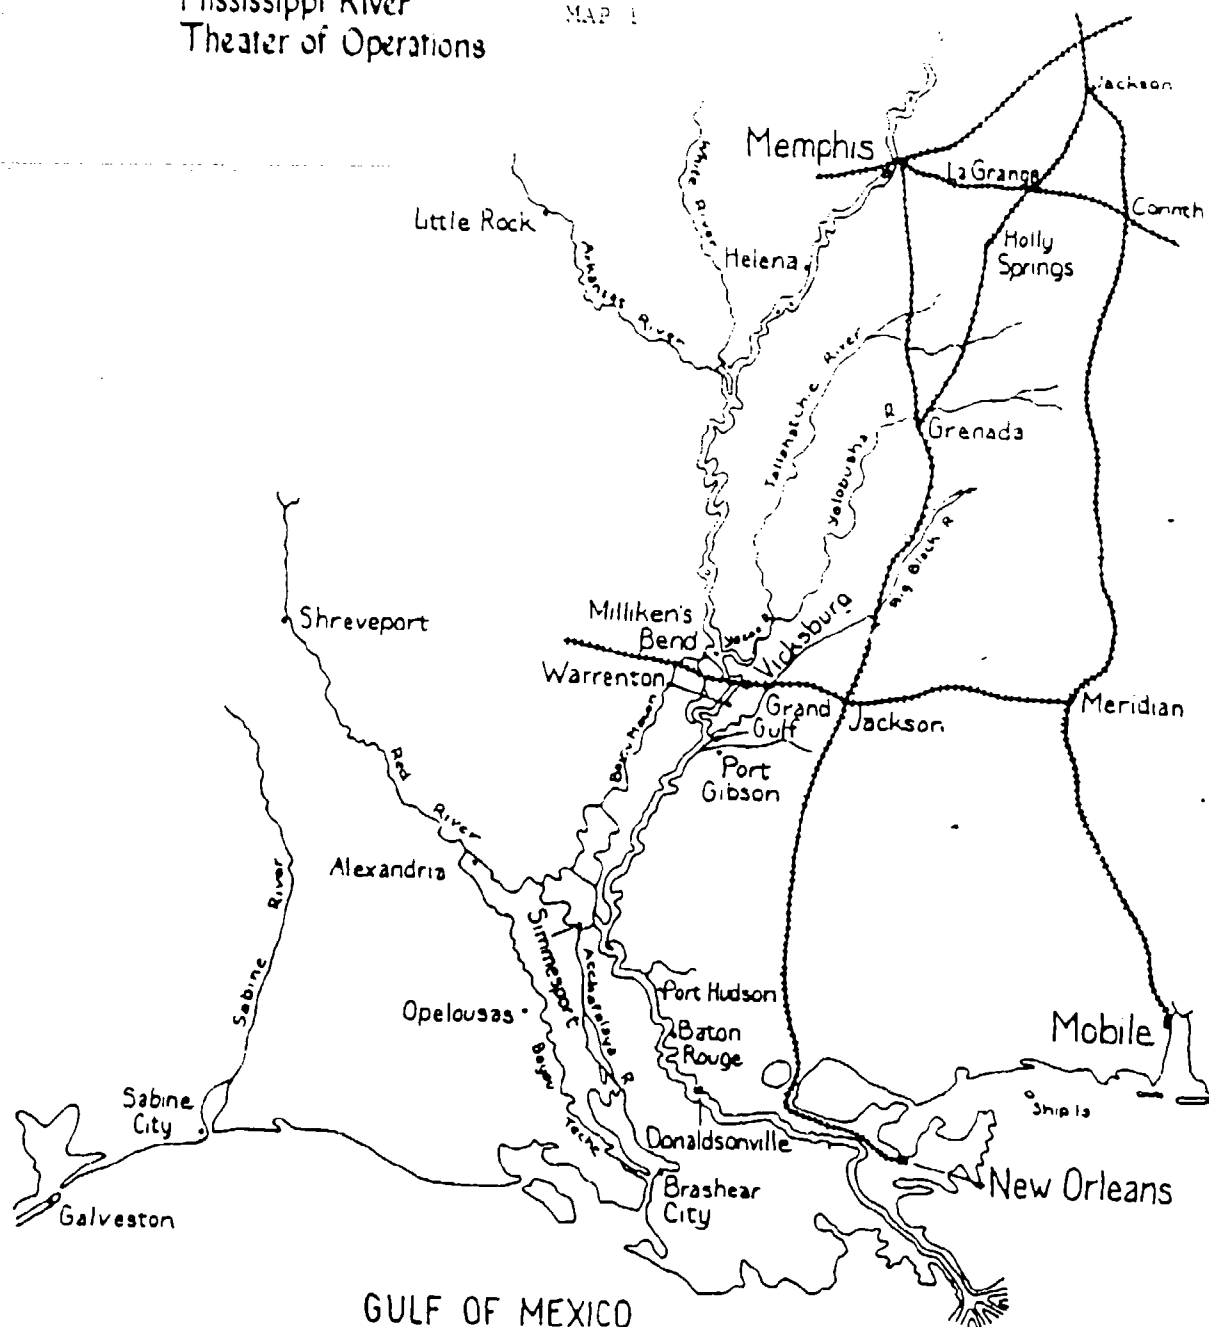 Mississippi River
Theater of Operations
MAP 1
Jackson
Memphis
La Grange
Corinth
White River
Little Rock
Holly
Springs
Helena
Arkansas River
Tallahatchie River
Yalobusha R
Grenada
Big Black R
Shreveport
Milliken's
Bend
Yazoo R
Vicksburg
Warrenton
Grand
Gulf
Jackson
Meridian
Bayou Macon
Port
Gibson
Red River
Alexandria
Sabine River
Simmesport
Atchafalaya R
Port Hudson
Opelousas
Baton
Rouge
Mobile
Bayou Teche
Ship Is
Sabine
City
Donaldsonville
New Orleans
Brashear
City
Galveston
GULF OF MEXICO